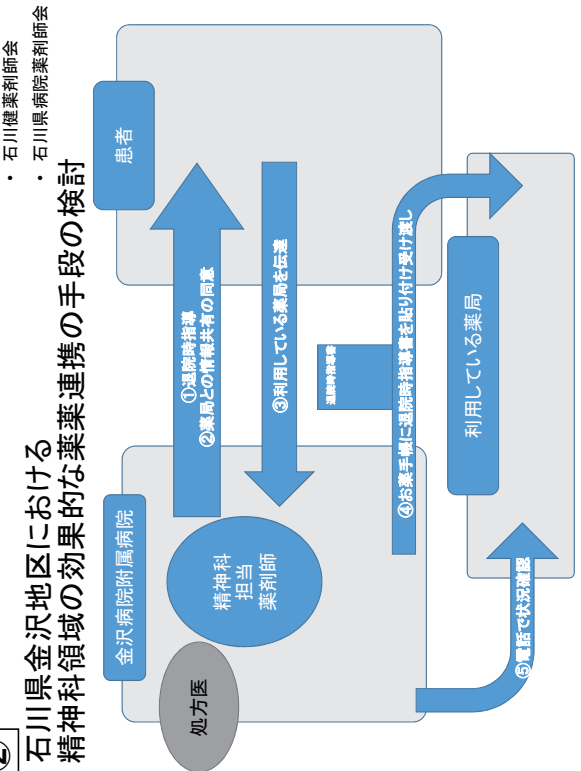 ②
石川県金沢地区における
精神科領域の効果的な薬薬連携の手段の検討
・ 石川健薬剤師会
・ 石川県病院薬剤師会
金沢病院附属病院
処方医
精神科
担当
薬剤師
患者
①退院時指導
②薬局との情報共有の同意
③利用している薬局を伝達
退院時指導書
④お薬手帳に退院時指導書を貼り付け受け渡し
利用している薬局
⑤電話で状況確認